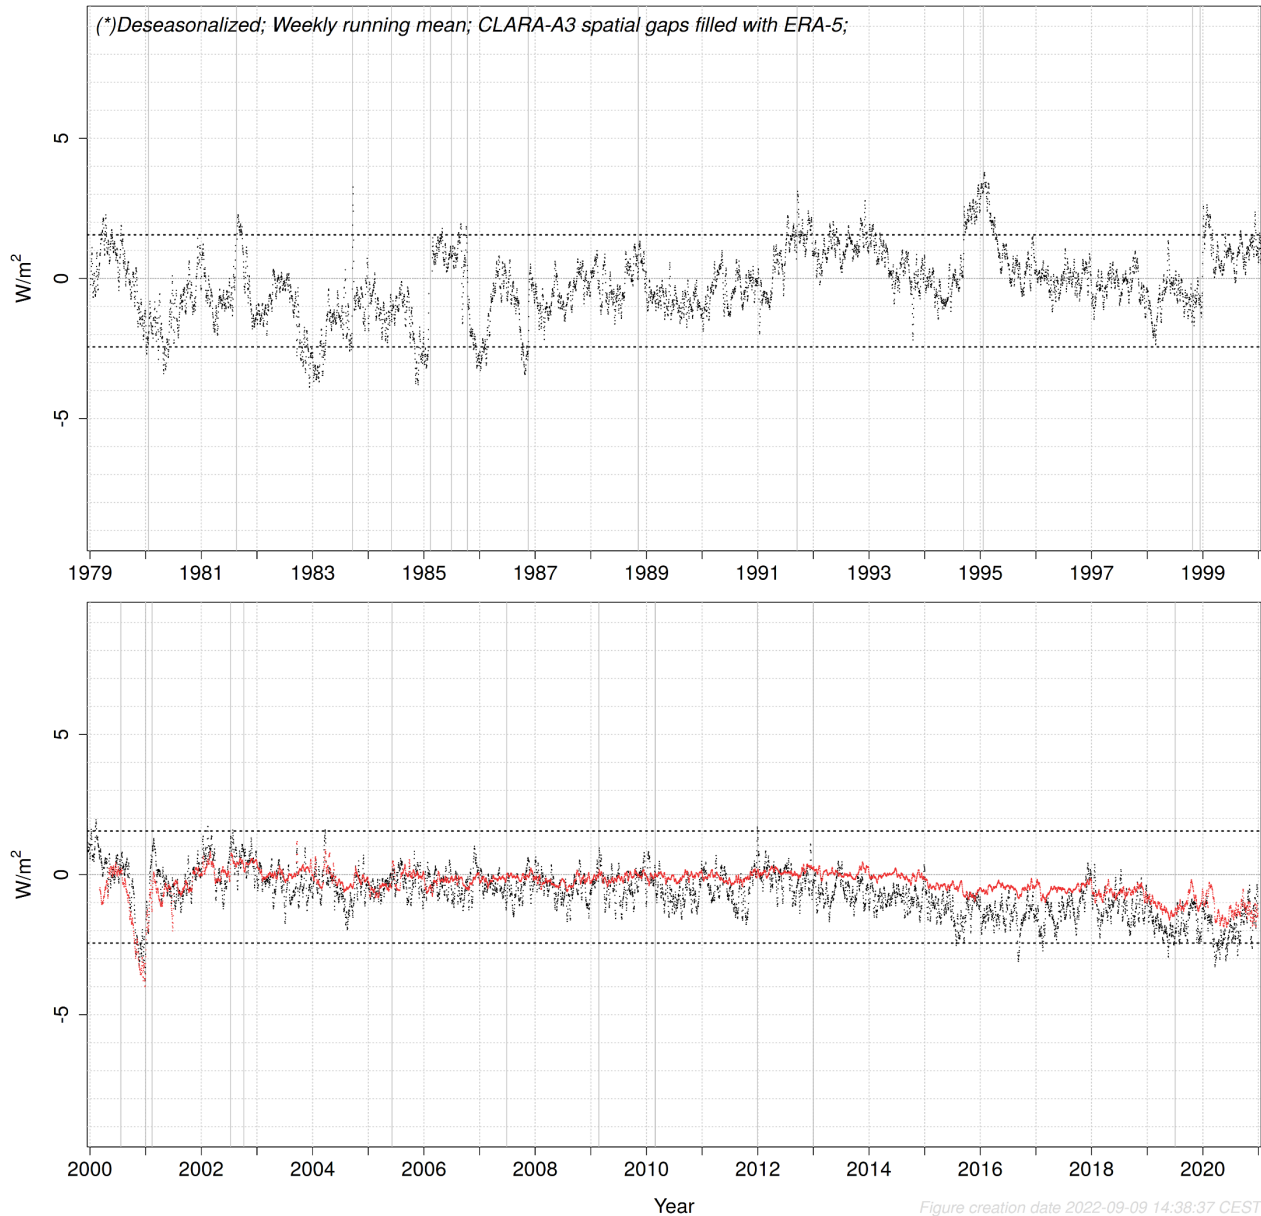 (*)Deseasonalized; Weekly running mean; CLARA-A3 spatial gaps filled with ERA-5;
W/m²
5
0
-5
1979 1981 1983 1985 1987 1989 1991 1993 1995 1997 1999
W/m²
5
0
-5
2000 2002 2004 2006 2008 2010 2012 2014 2016 2018 2020
Year
Figure creation date 2022-09-09 14:38:37 CEST